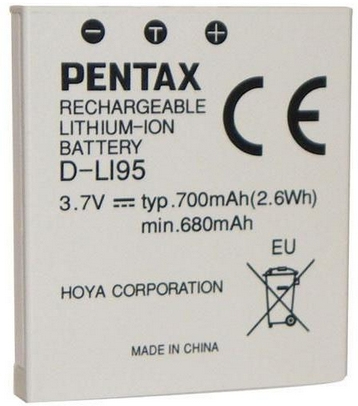 − T +
PENTAX
RECHARGEABLE
LITHIUM-ION
BATTERY
D-LI95
CE
3.7V ⎓ typ.700mAh(2.6Wh)
min.680mAh
EU
HOYA CORPORATION
MADE IN CHINA